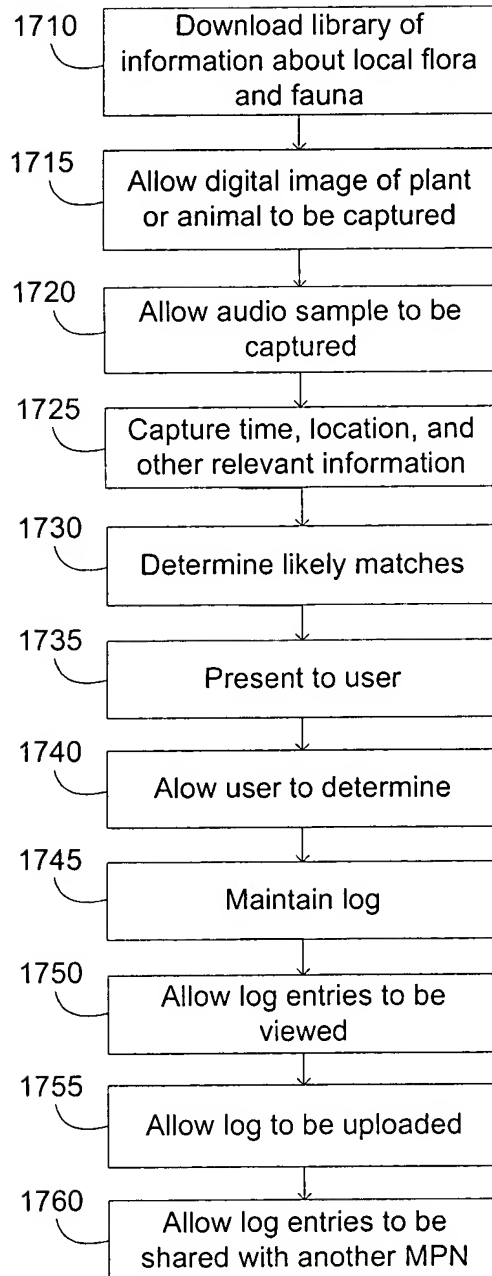 1710
Download library of
information about local flora
and fauna
1715
Allow digital image of plant
or animal to be captured
1720
Allow audio sample to be
captured
1725
Capture time, location, and
other relevant information
1730
Determine likely matches
1735
Present to user
1740
Alow user to determine
1745
Maintain log
1750
Allow log entries to be
viewed
1755
Allow log to be uploaded
1760
Allow log entries to be
shared with another MPN